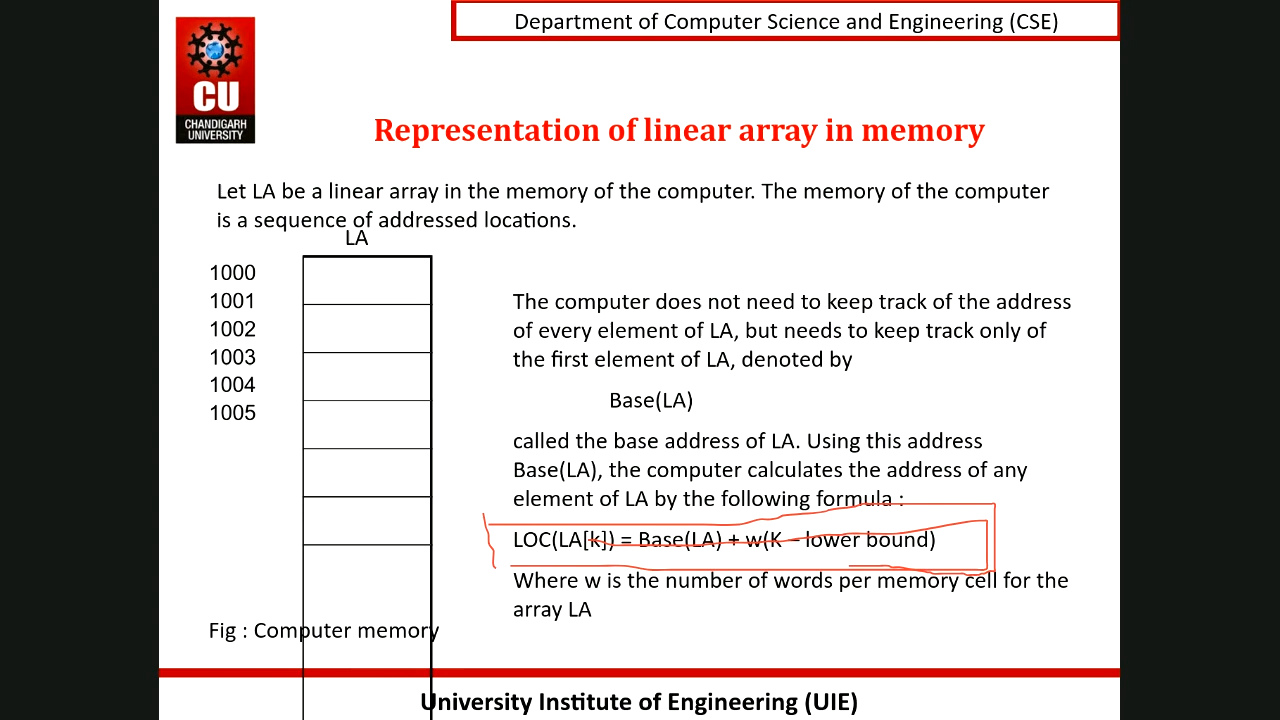 Department of Computer Science and Engineering (CSE)
CU
CHANDIGARH
UNIVERSITY
Representation of linear array in memory
Let LA be a linear array in the memory of the computer. The memory of the computer
is a sequence of addressed locations.
LA
1000
1001
1002
1003
1004
1005
The computer does not need to keep track of the address
of every element of LA, but needs to keep track only of
the first element of LA, denoted by
Base(LA)
called the base address of LA. Using this address
Base(LA), the computer calculates the address of any
element of LA by the following formula :
LOC(LA[k]) = Base(LA) + w(K – lower bound)
Where w is the number of words per memory cell for the
array LA
Fig : Computer memory
University Institute of Engineering (UIE)